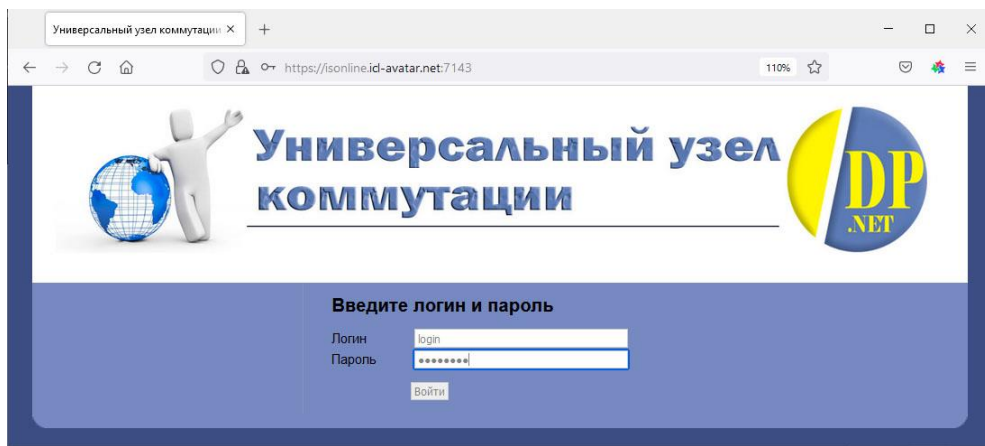 Универсальный узел коммутации
https://isonline.icl-avatar.net:7143
110%
Универсальный узел
коммутации
DP
.NET
Введите логин и пароль
Логин
login
Пароль
••••••••
Войти